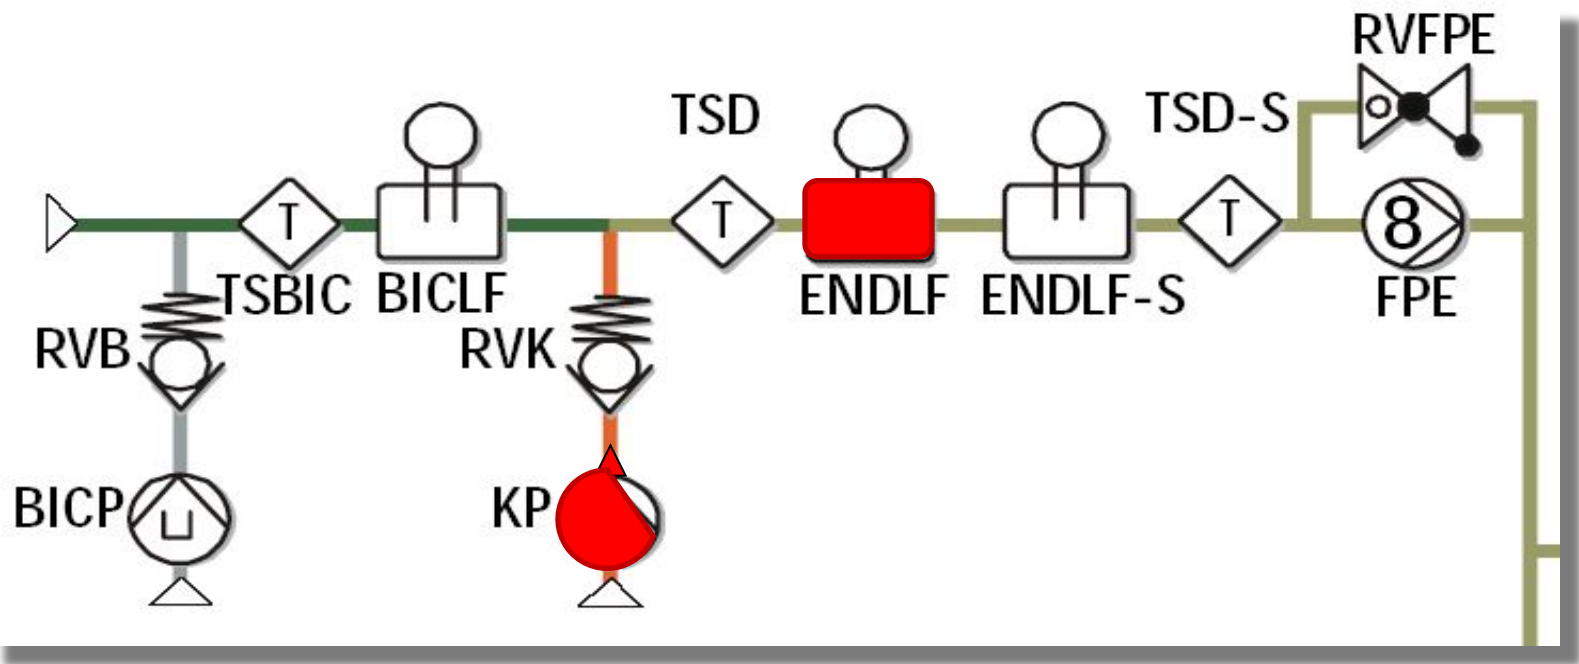 RVFPE
TSD
TSD-S
T
T
T
8
TSBIC
BICLF
ENDLF
ENDLF-S
FPE
RVB
RVK
BICP
KP